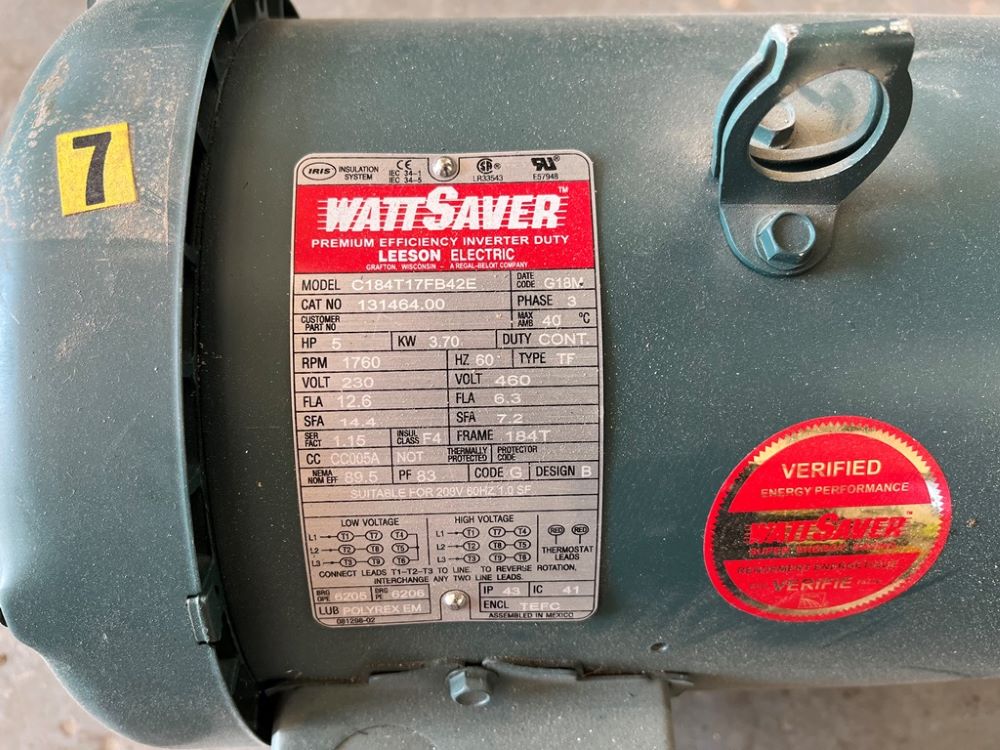 7
IRIS INSULATION SYSTEM CE IEC 34-1 IEC 34-5 LR33543 E57948
WATTSAVER™
PREMIUM EFFICIENCY INVERTER DUTY
LEESON ELECTRIC
GRAFTON, WISCONSIN - A REGAL-BELOIT COMPANY
MODEL C184T17FB42E DATE CODE G18M
CAT NO 131464.00 PHASE 3
CUSTOMER PART NO MAX AMB 40 °C
HP 5 KW 3.70 DUTY CONT.
RPM 1760 HZ 60 TYPE TF
VOLT 230 VOLT 460
FLA 12.6 FLA 6.3
SFA 14.4 SFA 7.2
SER FACT 1.15 INSUL CLASS F4 FRAME 184T
CC CC005A NOT THERMALLY PROTECTED PROTECTOR CODE
NEMA NOM EFF 89.5 PF 83 CODE G DESIGN B
SUITABLE FOR 208V 60HZ 1.0 SF
LOW VOLTAGE HIGH VOLTAGE RED RED
L1 T1 T7 T4 L1 T1 T7 T4
L2 T2 T8 T5 L2 T2 T8 T5
L3 T3 T9 T6 L3 T3 T9 T6
THERMOSTAT LEADS
CONNECT LEADS T1-T2-T3 TO LINE. TO REVERSE ROTATION,
INTERCHANGE ANY TWO LINE LEADS.
BRG OPE 6205 BRG PE 6206 IP 43 IC 41
LUB POLYREX EM ENCL TEFC
081298-02 ASSEMBLED IN MEXICO
VERIFIED
ENERGY PERFORMANCE
WATTSAVER
VERIFIE